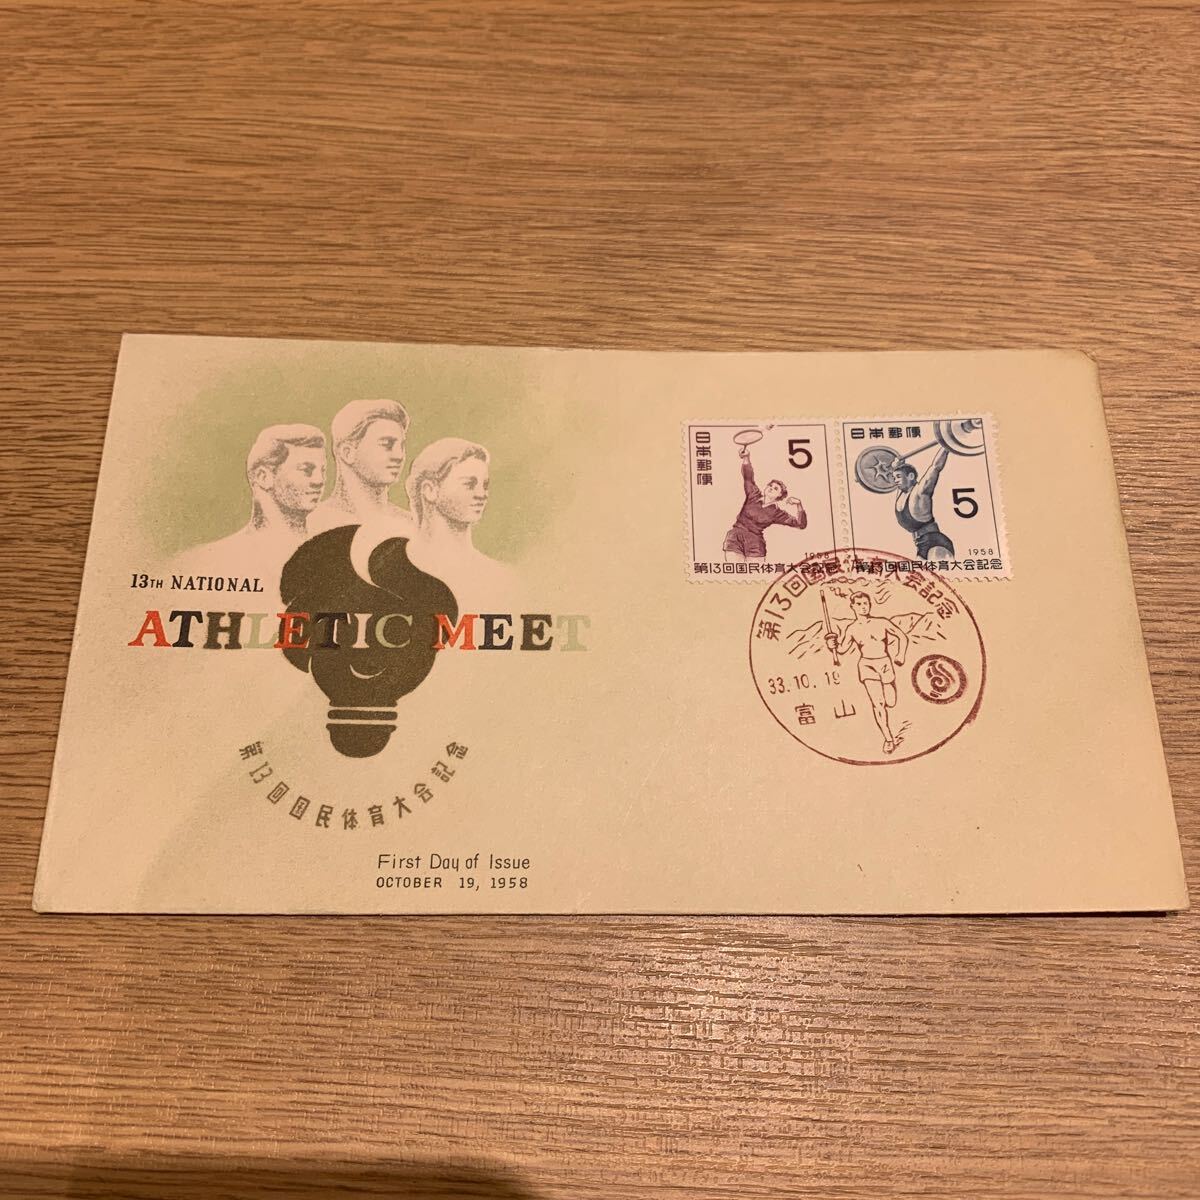 13TH NATIONAL
ATHLETIC MEET
第13回国民体育大会記念
First Day of Issue
OCTOBER 19, 1958
日本郵便
5
1958
第13回国民体育大会記念
日本郵便
5
1958
第13回国民体育大会記念
第13回国民体育大会記念
33.10.19
富山